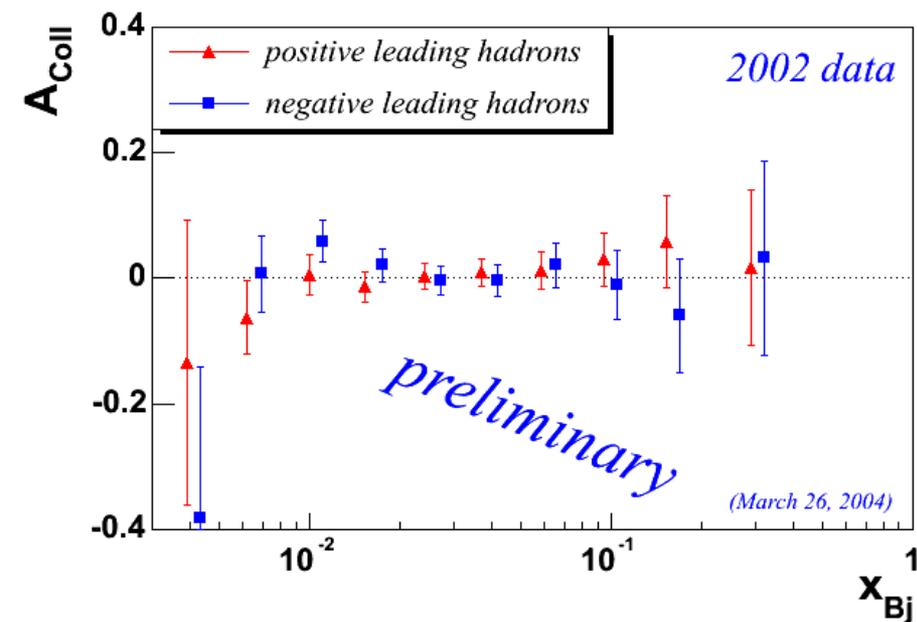 0.4
positive leading hadrons
negative leading hadrons
2002 data
A_Coll
0.2
0
-0.2
-0.4
preliminary
(March 26, 2004)
10^-2
10^-1
1
x_Bj